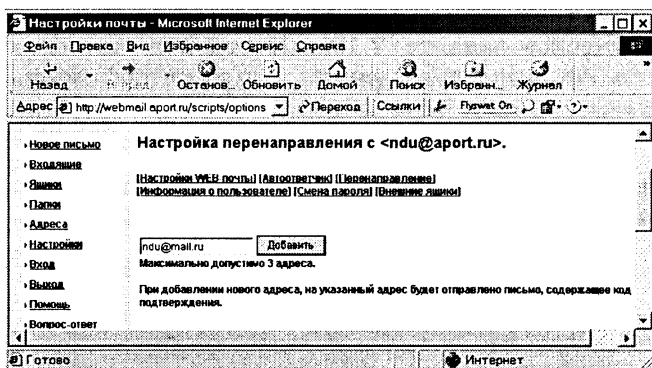 Настройки почты - Microsoft Internet Explorer
Файл Правка Вид Избранное Сервис Справка
Назад Останов... Обновить Домой Поиск Избранн... Журнал
Адрес http://webmail.aport.ru/scripts/options Переход Ссылки Flyswat On
Новое письмо
Входящие
Ящики
Папки
Адреса
Настройки
Вход
Выход
Помощь
Вопрос-ответ
Настройка перенаправления с <ndu@aport.ru>.
[Настройки WEB почты] [Автоответчик] [Перенаправление]
[Информация о пользователе] [Смена пароля] [Внешние ящики]
ndu@mail.ru Добавить
Максимально допустимо 3 адреса.
При добавлении нового адреса, на указанный адрес будет отправлено письмо, содержащее код
подтверждения.
Готово Интернет